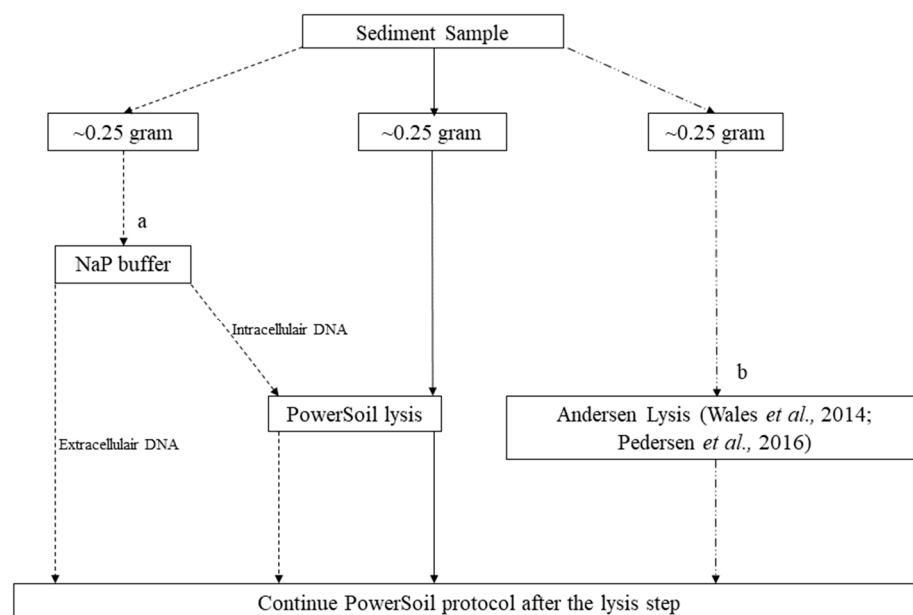 Sediment Sample
~0.25 gram
~0.25 gram
~0.25 gram
a
NaP buffer
Intracellulair DNA
b
PowerSoil lysis
Andersen Lysis (Wales et al., 2014;
Pedersen et al., 2016)
Extracellulair DNA
Continue PowerSoil protocol after the lysis step